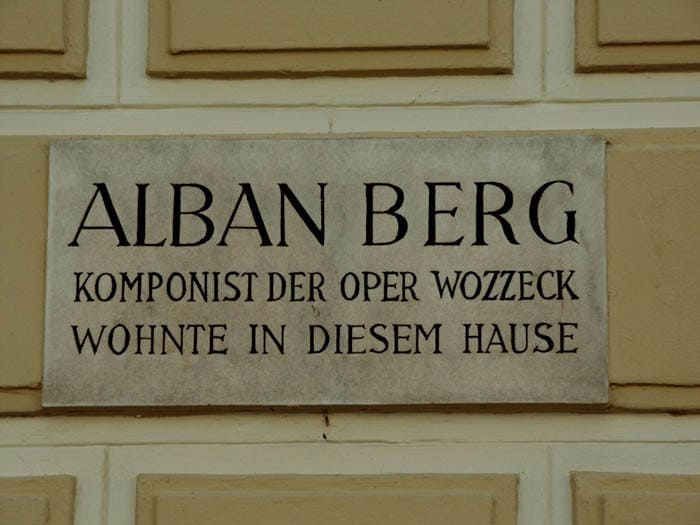 ALBAN BERG
KOMPONIST DER OPER WOZZECK
WOHNTE IN DIESEM HAUSE